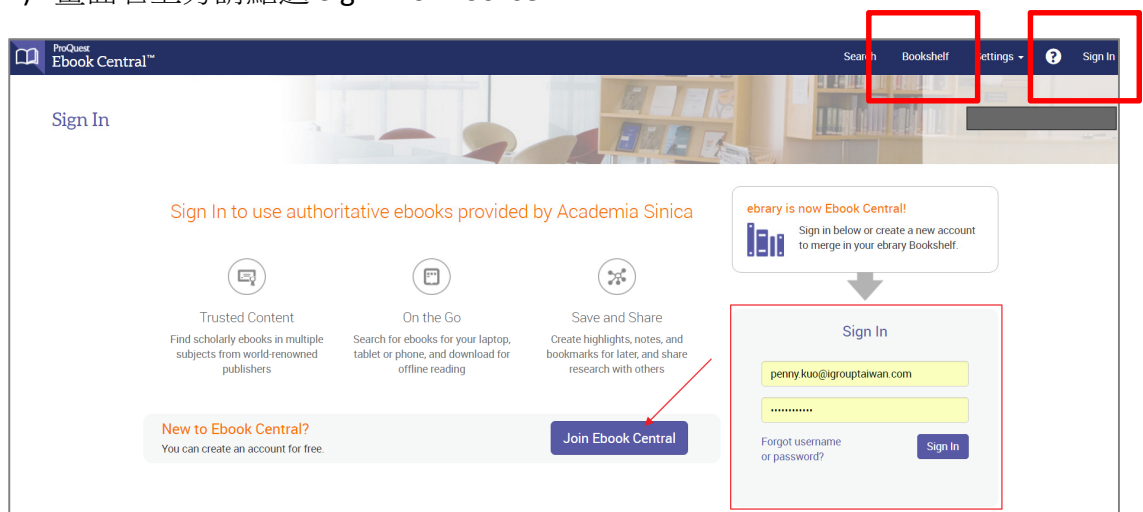 ProQuest
Ebook Central™
Search Bookshelf Settings ? Sign In
Sign In
Sign In to use authoritative ebooks provided by Academia Sinica
Trusted Content
Find scholarly ebooks in multiple
subjects from world-renowned
publishers
On the Go
Search for ebooks for your laptop,
tablet or phone, and download for
offline reading
Save and Share
Create highlights, notes, and
bookmarks for later, and share
research with others
New to Ebook Central?
You can create an account for free.
Join Ebook Central
ebrary is now Ebook Central!
Sign in below or create a new account
to merge in your ebrary Bookshelf.
Sign In
penny.kuo@igrouptaiwan.com
••••••••••••
Forgot username
or password?
Sign In